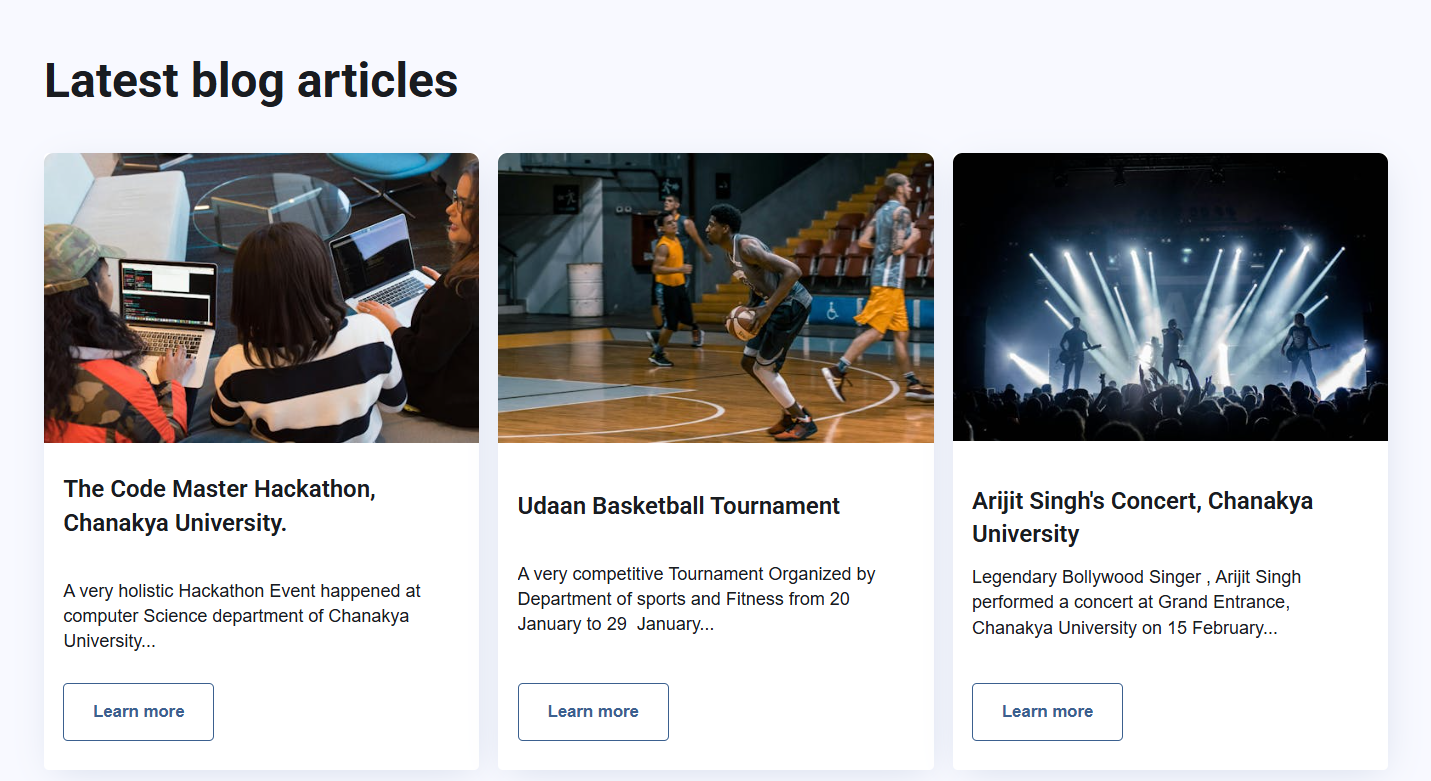 Latest blog articles
The Code Master Hackathon,
Chanakya University.
A very holistic Hackathon Event happened at
computer Science department of Chanakya
University...
Learn more
Udaan Basketball Tournament
A very competitive Tournament Organized by
Department of sports and Fitness from 20
January to 29  January...
Learn more
Arijit Singh's Concert, Chanakya
University
Legendary Bollywood Singer , Arijit Singh
performed a concert at Grand Entrance,
Chanakya University on 15 February...
Learn more